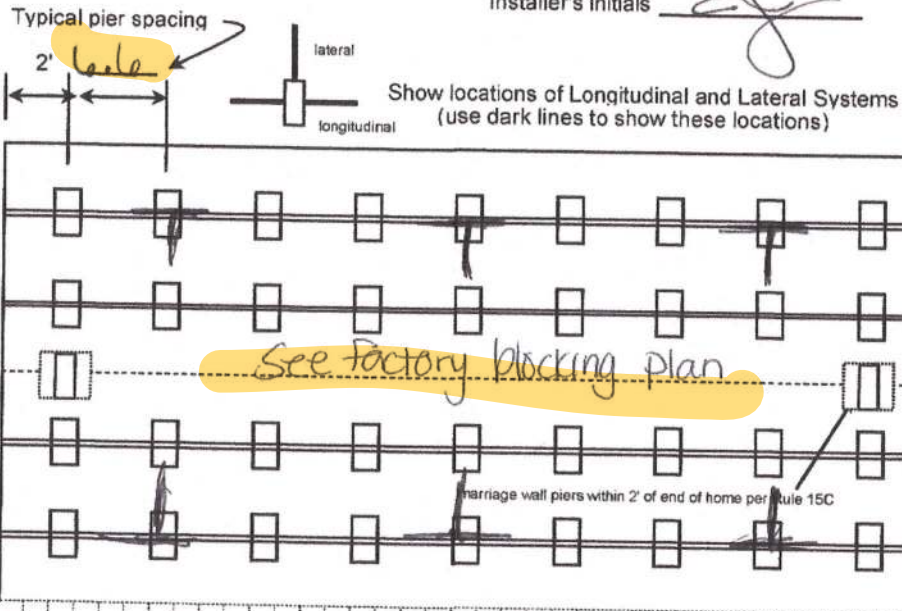 Typical pier spacing
Installer's Initials
2'
lateral
longitudinal
Show locations of Longitudinal and Lateral Systems
(use dark lines to show these locations)
See factory blocking plan
marriage wall piers within 2' of end of home per Rule 15C